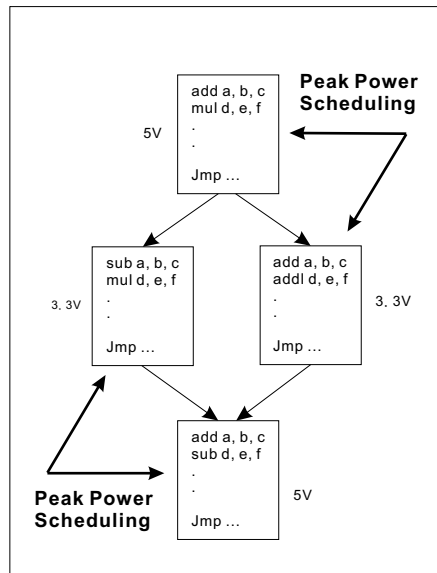 add a, b, c
mul d, e, f
.
.
Jmp ...
5V
Peak Power
Scheduling
sub a, b, c
mul d, e, f
.
.
Jmp ...
3, 3V
add a, b, c
addl d, e, f
.
.
Jmp ...
3, 3V
add a, b, c
sub d, e, f
.
.
Jmp ...
5V
Peak Power
Scheduling